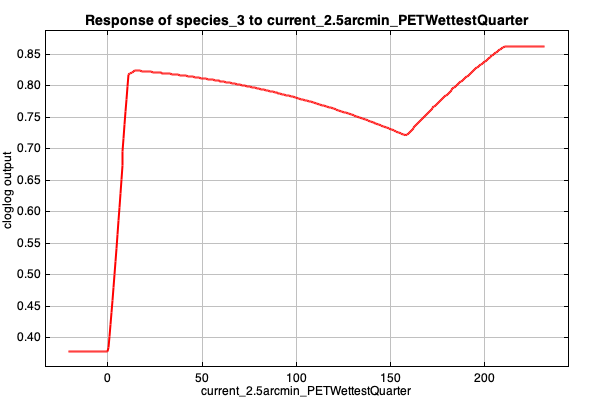 Response of species_3 to current_2.5arcmin_PETWettestQuarter
cloglog output
0.85
0.80
0.75
0.70
0.65
0.60
0.55
0.50
0.45
0.40
0 50 100 150 200
current_2.5arcmin_PETWettestQuarter